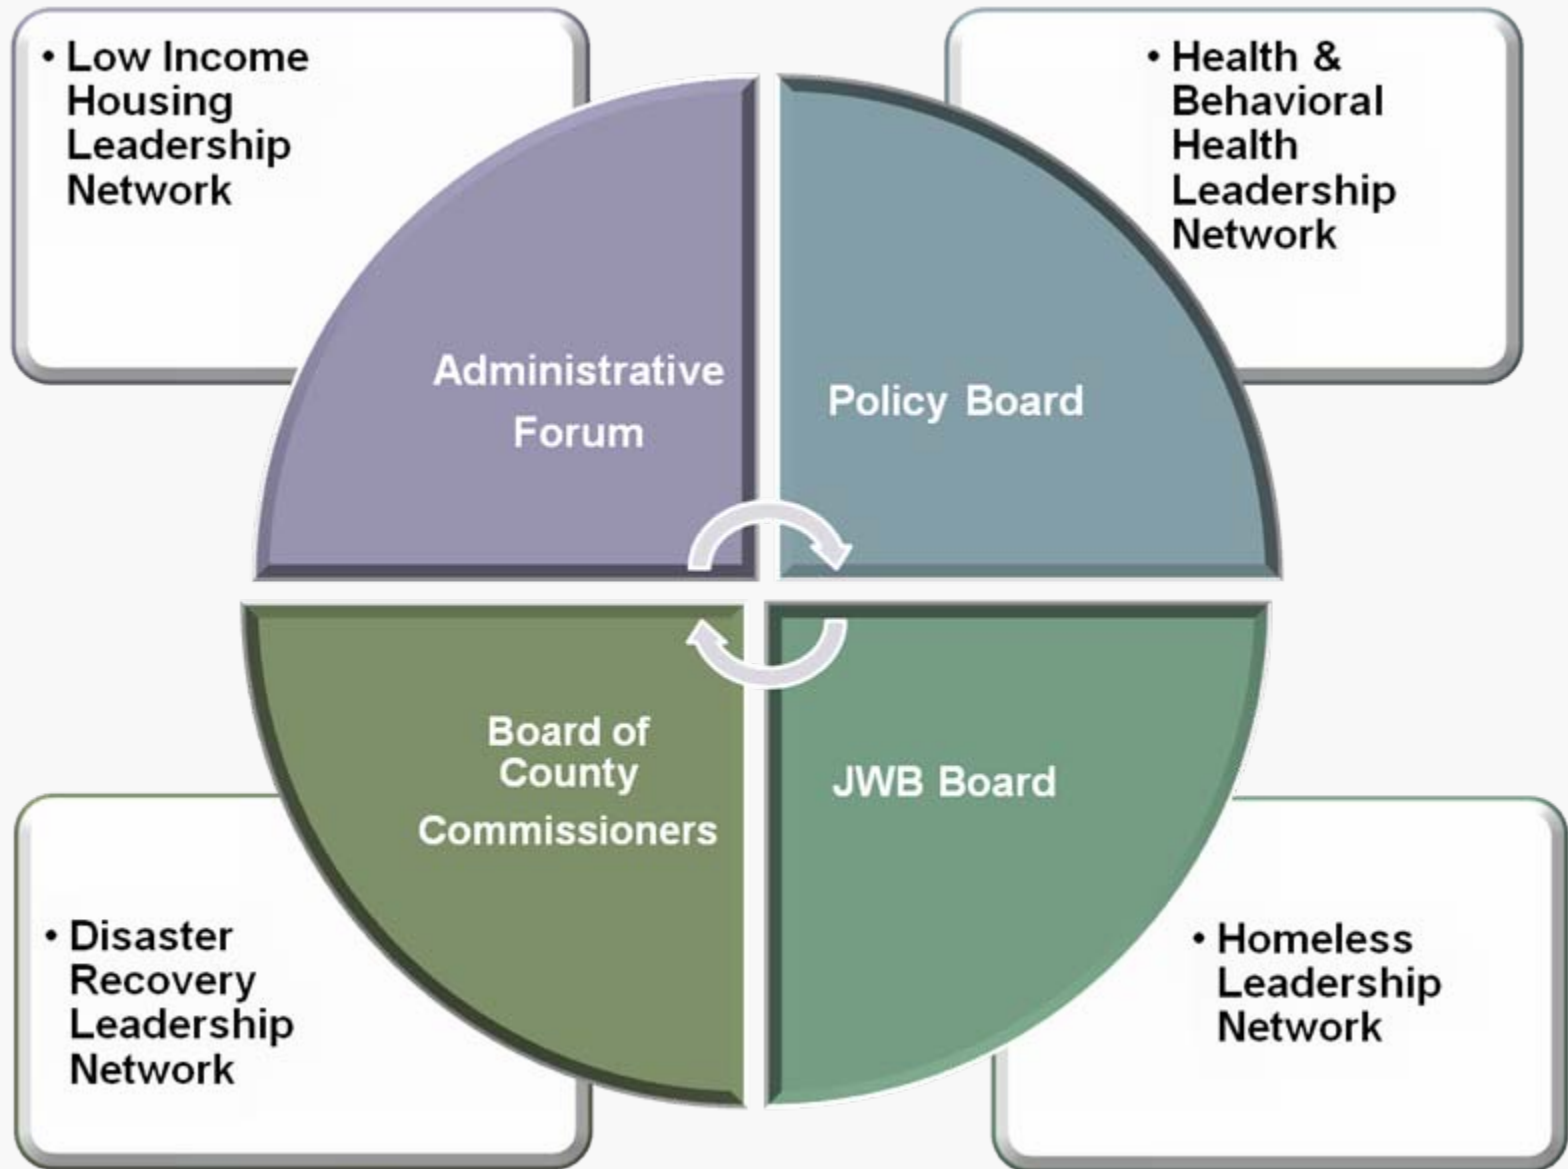 • Low Income
Housing
Leadership
Network
• Health &
Behavioral
Health
Leadership
Network
Administrative
Forum
Policy Board
Board of
County
Commissioners
JWB Board
• Disaster
Recovery
Leadership
Network
• Homeless
Leadership
Network